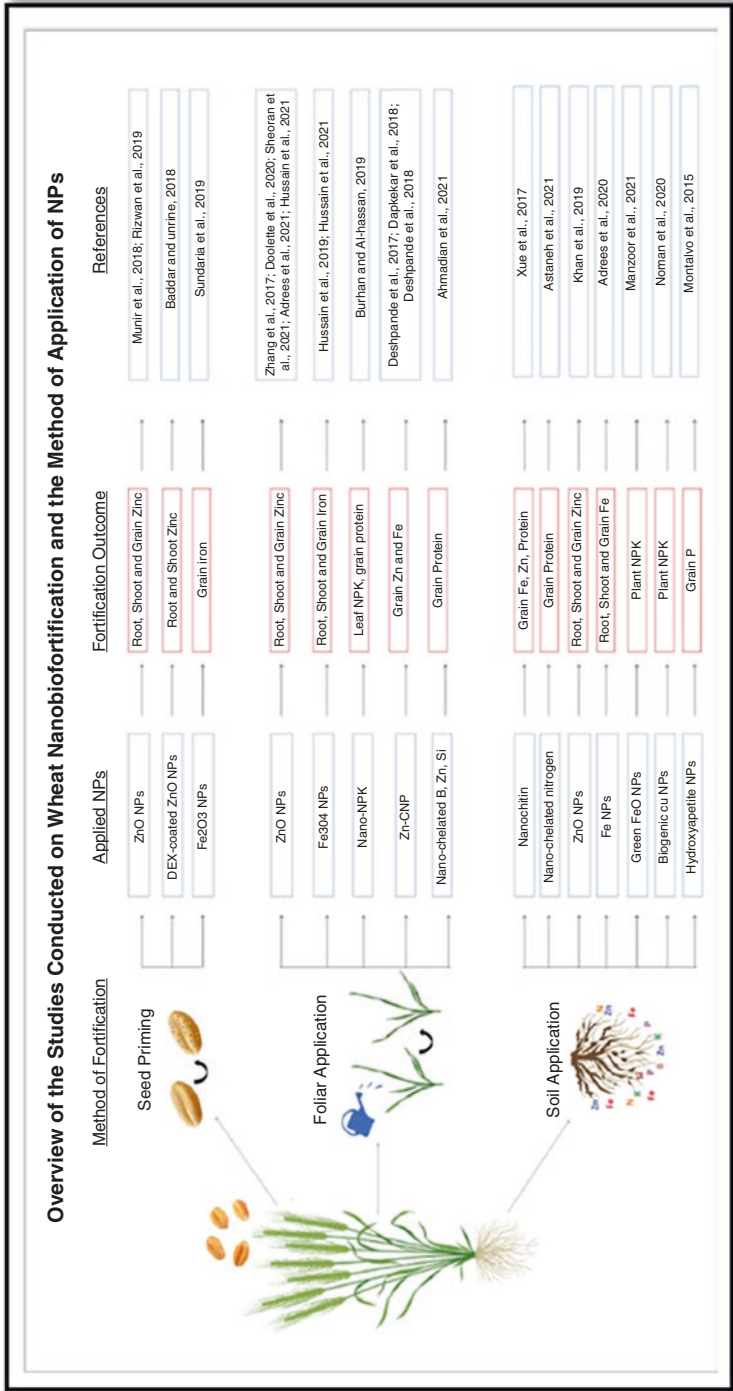 Overview of the Studies Conducted on Wheat Nanobiofortification and the Method of Application of NPs
Method of Fortification
Applied NPs
Fortification Outcome
References
Seed Priming
ZnO NPs
Root, Shoot and Grain Zinc
Munir et al., 2018; Rizwan et al., 2019
DEX-coated ZnO NPs
Root and Shoot Zinc
Baddar and unrine, 2018
Fe2O3 NPs
Grain iron
Sundaria et al., 2019
Foliar Application
ZnO NPs
Root, Shoot and Grain Zinc
Zhang et al., 2017; Doolette et al., 2020; Sheoran et
al., 2021; Adrees et al., 2021; Hussain et al., 2021
Fe304 NPs
Root, Shoot and Grain Iron
Hussain et al., 2019; Hussain et al., 2021
Nano-NPK
Leaf NPK, grain protein
Burhan and Al-hassan, 2019
Zn-CNP
Grain Zn and Fe
Deshpande et al., 2017; Dapkekar et al., 2018;
Deshpande et al., 2018
Nano-chelated B, Zn, Si
Grain Protein
Ahmadian et al., 2021
Soil Application
Nanochitin
Grain Fe, Zn, Protein
Xue et al., 2017
Nano-chelated nitrogen
Grain Protein
Astaneh et al., 2021
ZnO NPs
Root, Shoot and Grain Zinc
Khan et al., 2019
Fe NPs
Root, Shoot and Grain Fe
Adrees et al., 2020
Green FeO NPs
Plant NPK
Manzoor et al., 2021
Biogenic cu NPs
Plant NPK
Noman et al., 2020
Hydroxyapetite NPs
Grain P
Montalvo et al., 2015
Zn
Fe
N
K
Fe
P
Zn
K
P
Fe
N
Zn